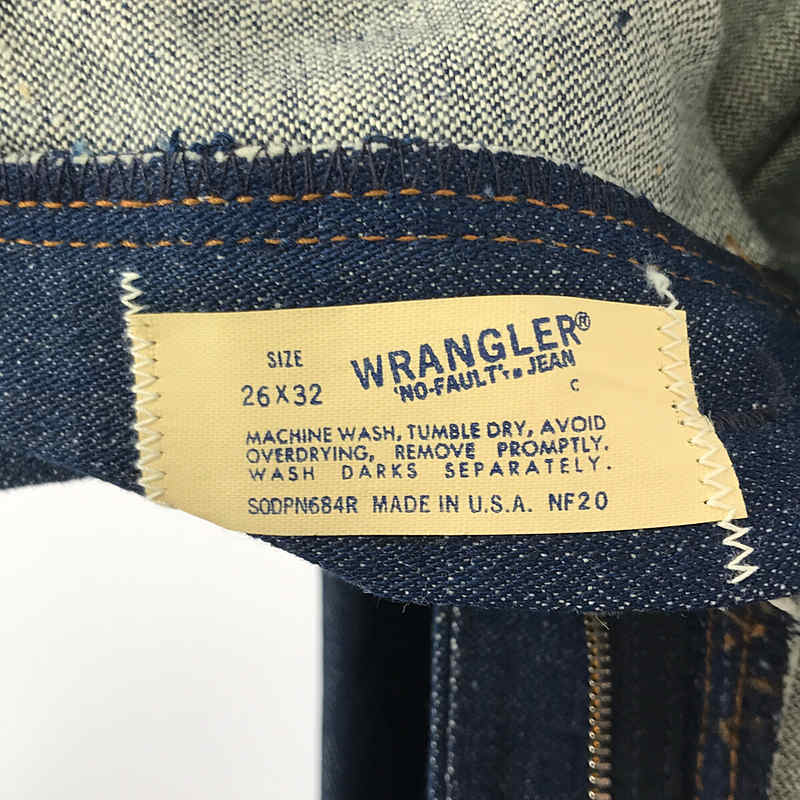 SIZE
26X32
WRANGLER®
'NO-FAULT'™ JEAN
C
MACHINE WASH, TUMBLE DRY, AVOID
OVERDRYING, REMOVE PROMPTLY.
WASH DARKS SEPARATELY.
SODPN684R MADE IN U.S.A. NF20